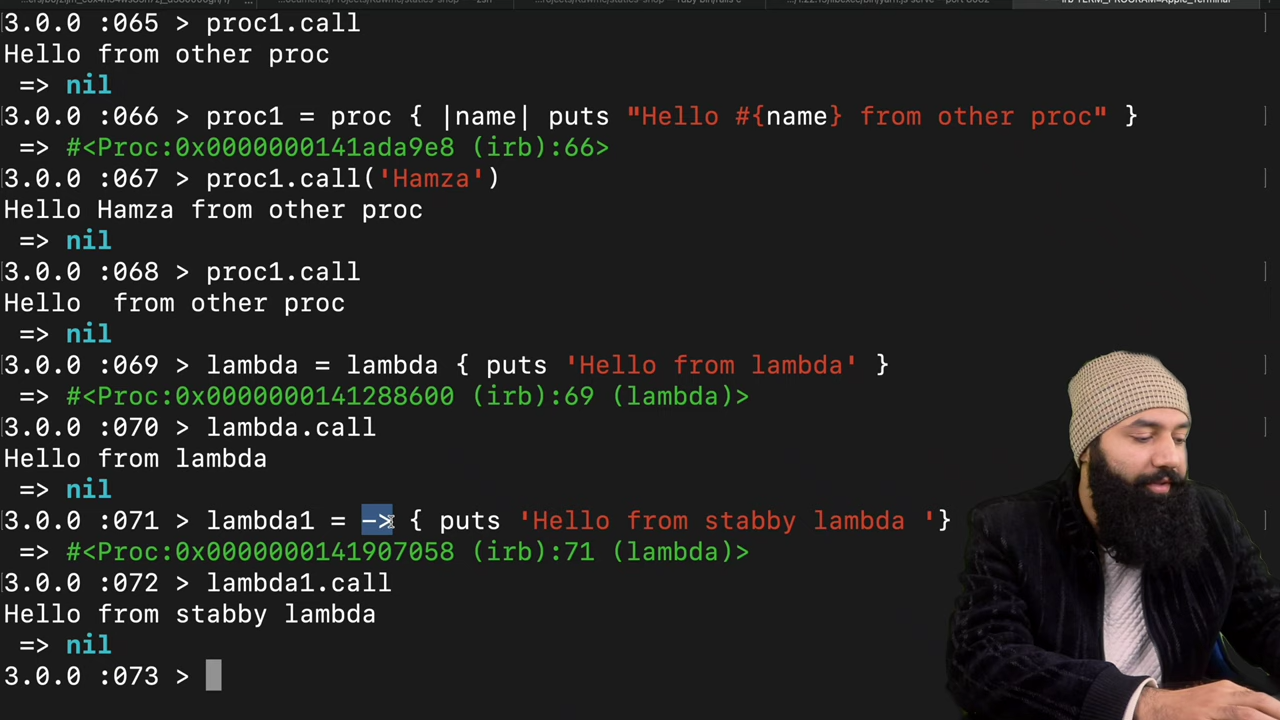 3.0.0 :065 > proc1.call
Hello from other proc
=> nil
3.0.0 :066 > proc1 = proc { |name| puts "Hello #{name} from other proc" }
=> #<Proc:0x0000000141ada9e8 (irb):66>
3.0.0 :067 > proc1.call('Hamza')
Hello Hamza from other proc
=> nil
3.0.0 :068 > proc1.call
Hello  from other proc
=> nil
3.0.0 :069 > lambda = lambda { puts 'Hello from lambda' }
=> #<Proc:0x0000000141288600 (irb):69 (lambda)>
3.0.0 :070 > lambda.call
Hello from lambda
=> nil
3.0.0 :071 > lambda1 = -> { puts 'Hello from stabby lambda '}
=> #<Proc:0x0000000141907058 (irb):71 (lambda)>
3.0.0 :072 > lambda1.call
Hello from stabby lambda
=> nil
3.0.0 :073 >